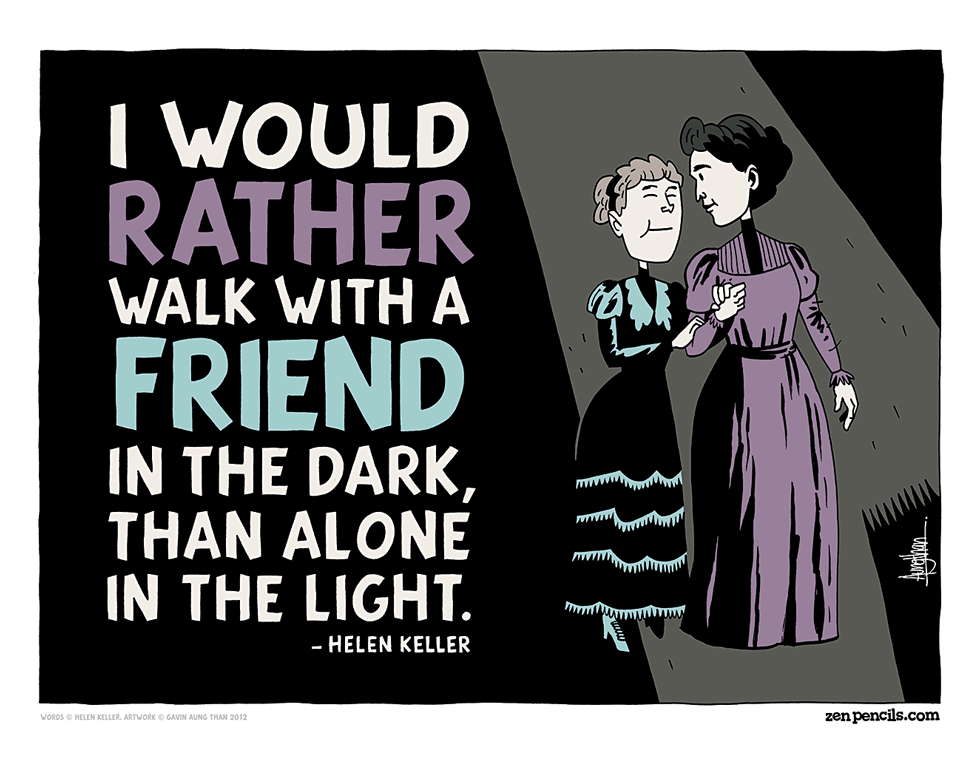 I WOULD
RATHER
WALK WITH A
FRIEND
IN THE DARK,
THAN ALONE
IN THE LIGHT.
– HELEN KELLER
Aungthan.
WORDS © HELEN KELLER. ARTWORK © GAVIN AUNG THAN 2012
zenpencils.com